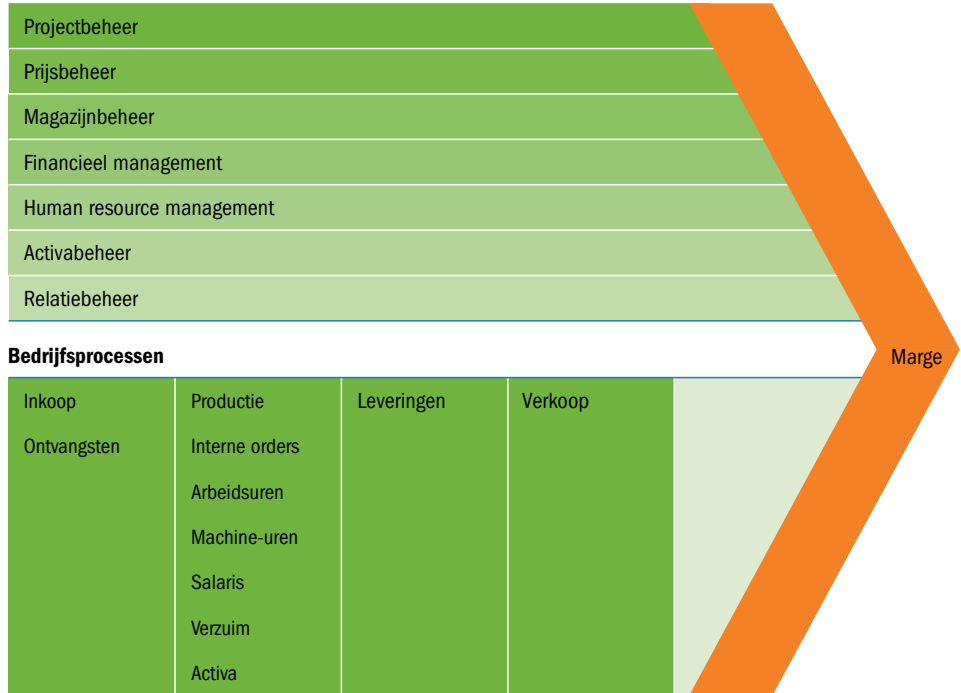 Projectbeheer
Prijsbeheer
Magazijnbeheer
Financieel management
Human resource management
Activabeheer
Relatiebeheer
Bedrijfsprocessen
Marge
Inkoop
Ontvangsten
Productie
Interne orders
Arbeidsuren
Machine-uren
Salaris
Verzuim
Activa
Leveringen
Verkoop